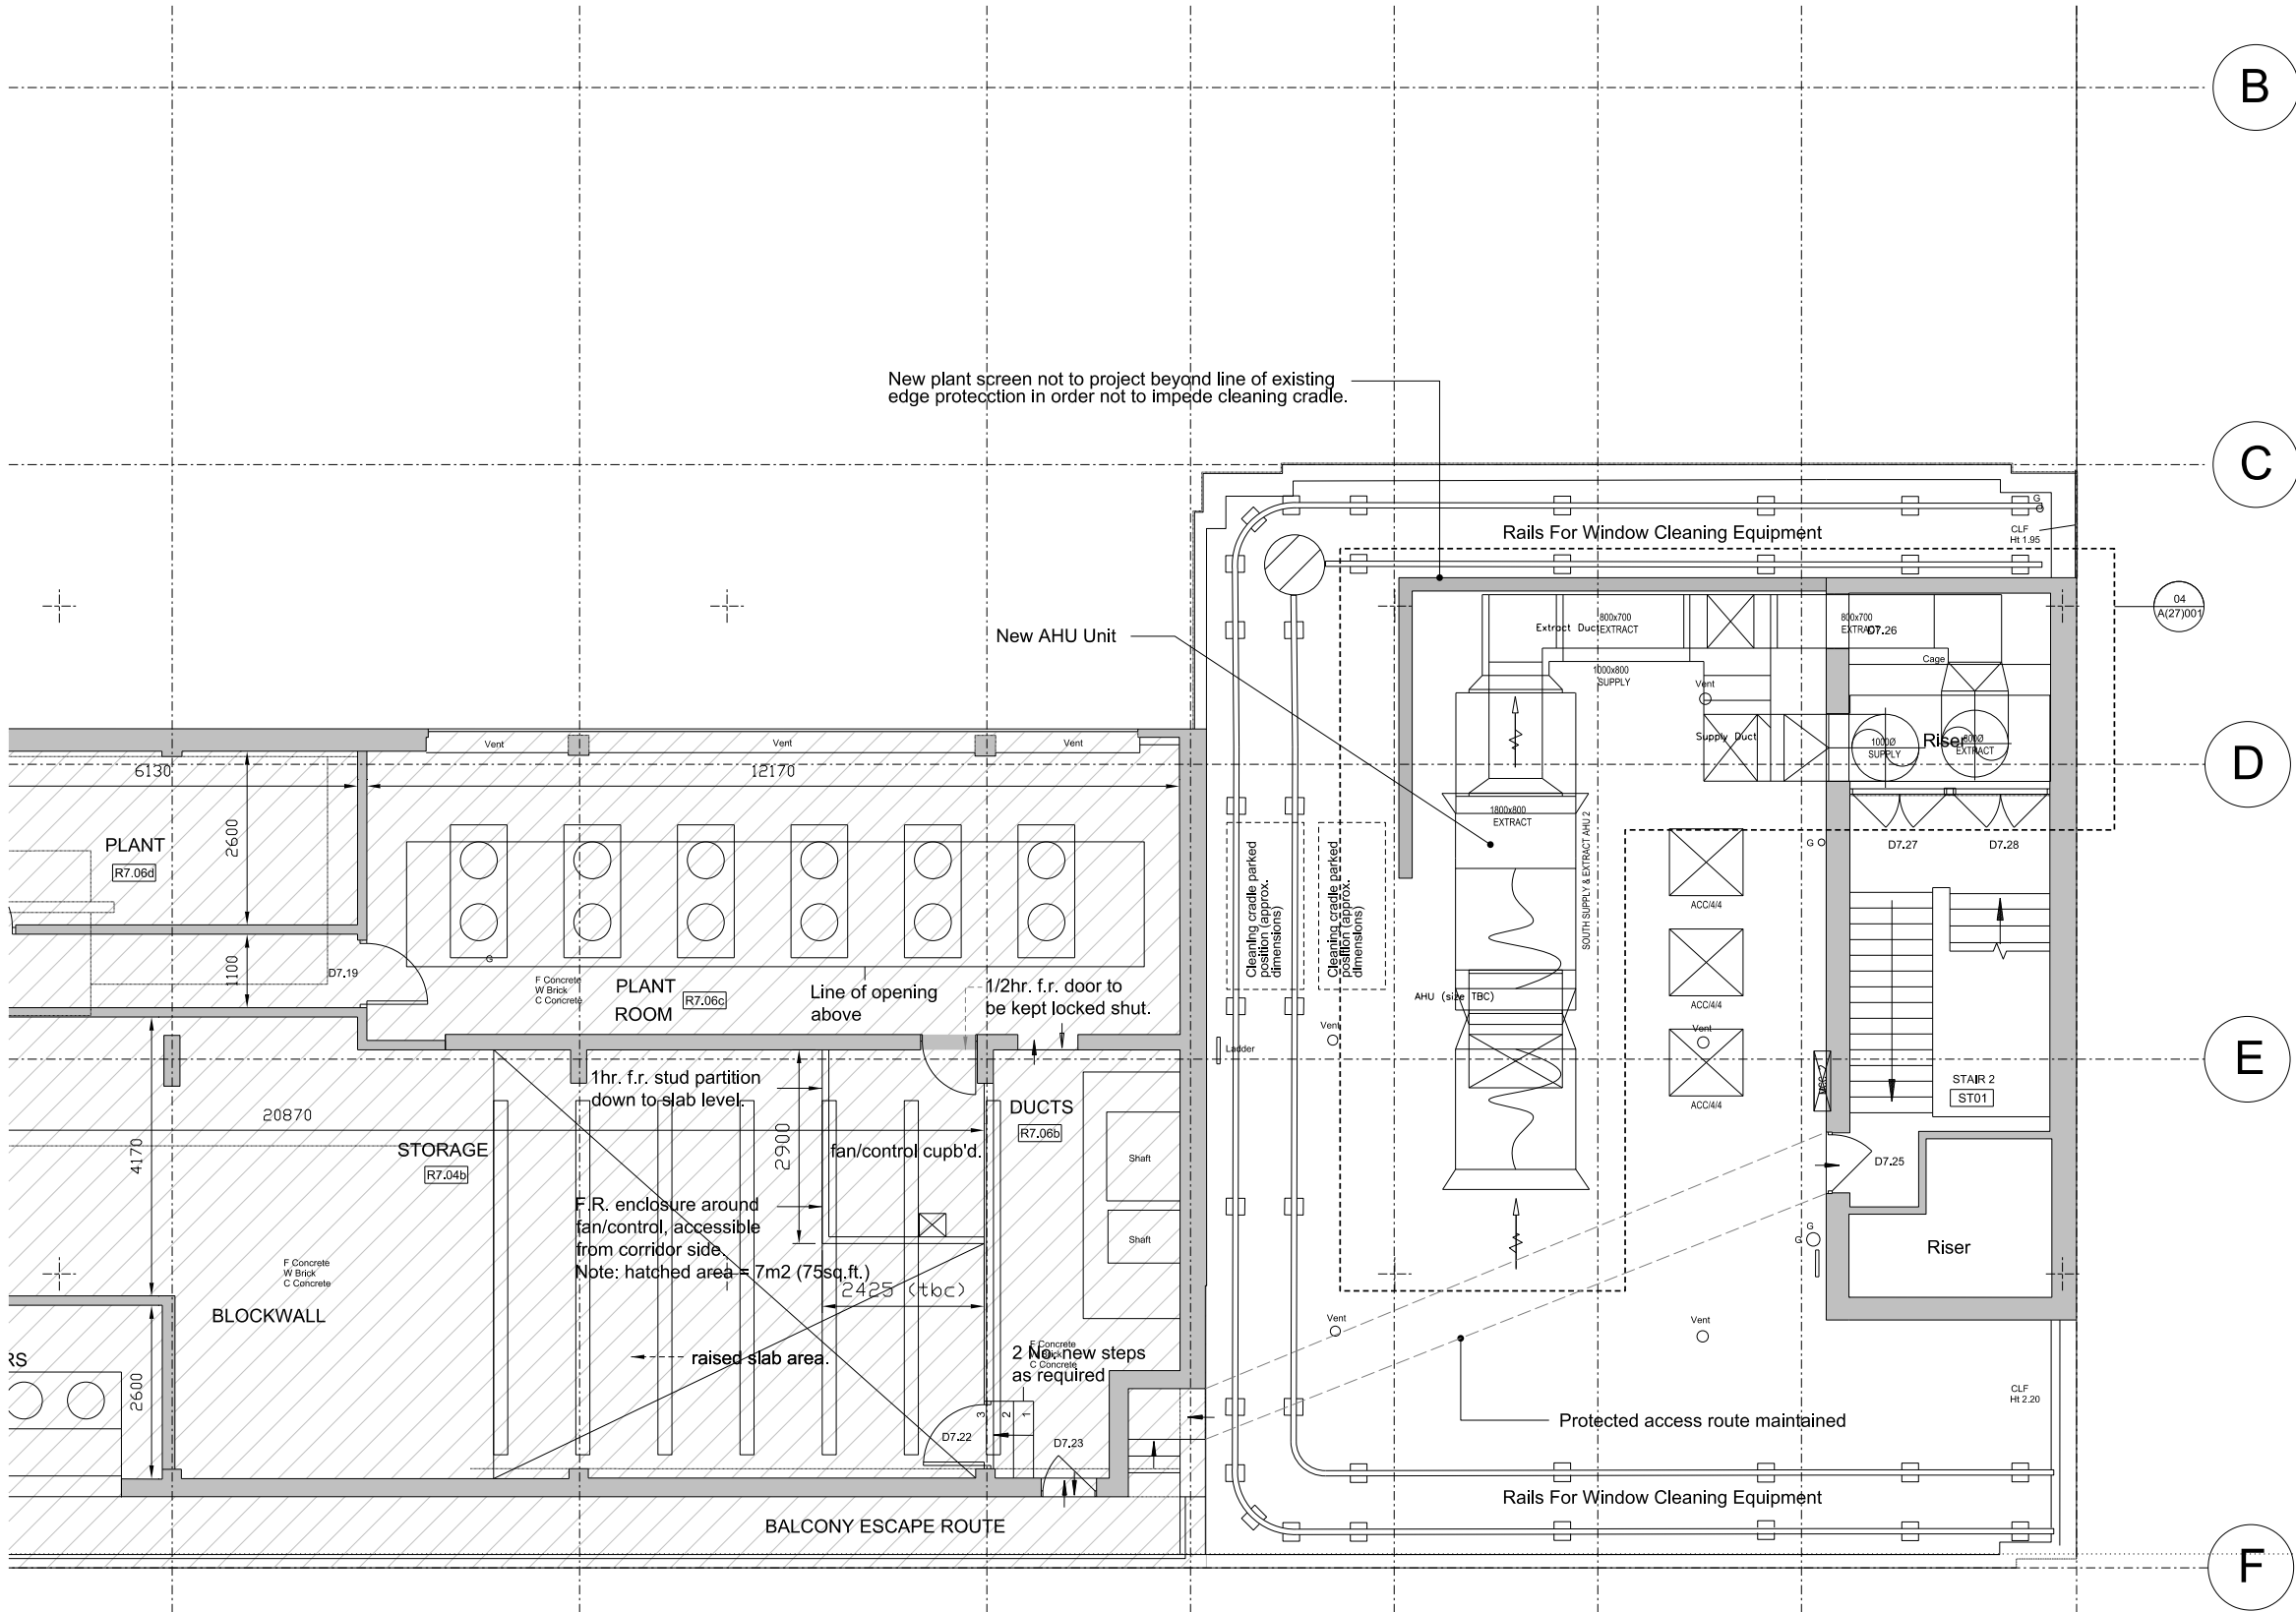 B
New plant screen not to project beyond line of existing
edge protecction in order not to impede cleaning cradle.
C
Rails For Window Cleaning Equipment
G
CLF
Ht 1.95
04
A(27)001
New AHU Unit
Extract Duct
800x700
EXTRACT
800x700
EXTRACT
D7.26
Cage
1000x800
SUPPLY
Vent
Vent
Vent
Vent
Supply Duct
1000Ø
SUPPLY
Riser
EXTRACT
6130
12170
D
1800x800
EXTRACT
SOUTH SUPPLY & EXTRACT AHU 2
PLANT
R7.06d
2600
Cleaning cradle parked
position (approx.
dimensions)
Cleaning cradle parked
position (approx.
dimensions)
G
D7.27
D7.28
ACC/4/4
1100
D7.19
G
F Concrete
W Brick
C Concrete
PLANT
ROOM
R7.06c
Line of opening
above
1/2hr. f.r. door to
be kept locked shut.
AHU (size TBC)
ACC/4/4
Vent
Vent
Ladder
E
1hr. f.r. stud partition
down to slab level.
20870
4170
STORAGE
R7.04b
2900
fan/control cupb'd.
DUCTS
R7.06b
Shaft
Shaft
ACC/4/4
STAIR 2
ST01
D7.25
F.R. enclosure around
fan/control, accessible
from corridor side.
Note: hatched area = 7m2 (75sq.ft.)
2425 (tbc)
G
G
Riser
F Concrete
W Brick
C Concrete
BLOCKWALL
Vent
Vent
RS
2600
raised slab area.
F Concrete
W Brick
C Concrete
2 No. new steps
as required
3
2
1
D7.22
D7.23
CLF
Ht 2.20
Protected access route maintained
Rails For Window Cleaning Equipment
BALCONY ESCAPE ROUTE
F